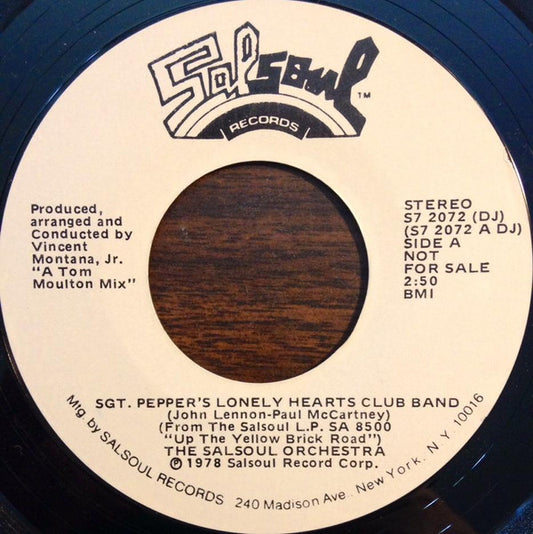 Salsoul
TM
RECORDS
Produced,
arranged and
Conducted by
Vincent
Montana, Jr.
"A Tom
Moulton Mix"
STEREO
S7 2072 (DJ)
(S7 2072 A DJ)
SIDE A
NOT
FOR SALE
2:50
BMI
SGT. PEPPER'S LONELY HEARTS CLUB BAND
(John Lennon-Paul McCartney)
(From The Salsoul L.P. SA 8500
"Up The Yellow Brick Road")
THE SALSOUL ORCHESTRA
Ⓟ 1978 Salsoul Record Corp.
Mfg. by SALSOUL RECORDS 240 Madison Ave., New York, N.Y. 10016